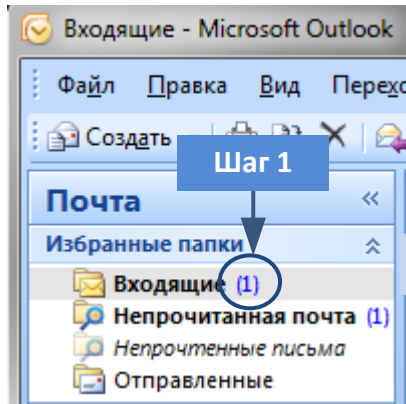 Входящие - Microsoft Outlook
Файл Правка Вид Перехо
Создать
Шаг 1
Почта
Избранные папки
Входящие (1)
Непрочитанная почта (1)
Непрочтенные письма
Отправленные